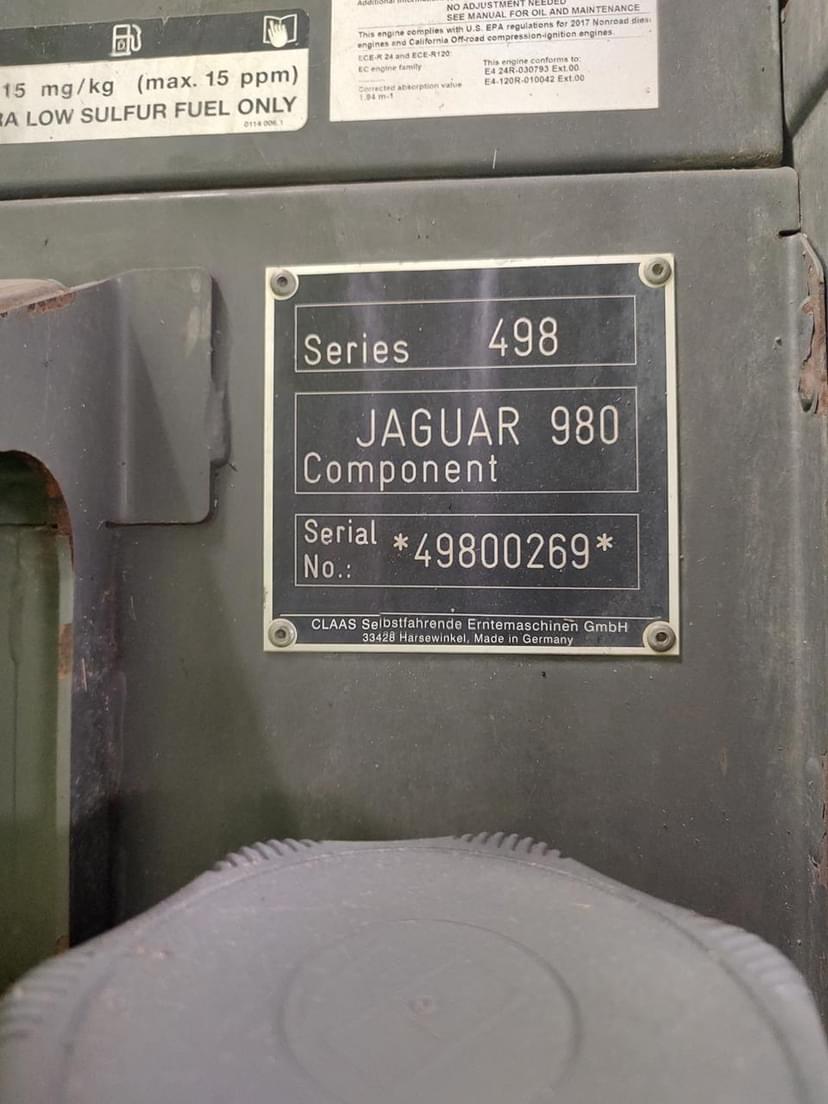 15 mg/kg (max. 15 ppm)
RA LOW SULFUR FUEL ONLY
0114 006.1
NO ADJUSTMENT NEEDED
SEE MANUAL FOR OIL AND MAINTENANCE
This engine complies with U.S. EPA regulations for 2017 Nonroad diesel
engines and California Off-road compression-ignition engines.
ECE-R 24 and ECE-R120:
EC engine family
This engine conforms to:
E4 24R-030793 Ext.00
E4-120R-010042 Ext.00
Corrected absorption value
1.94 m-1
Series 498
JAGUAR 980
Component
Serial
No.: *49800269*
CLAAS Selbstfahrende Erntemaschinen GmbH
33428 Harsewinkel, Made in Germany